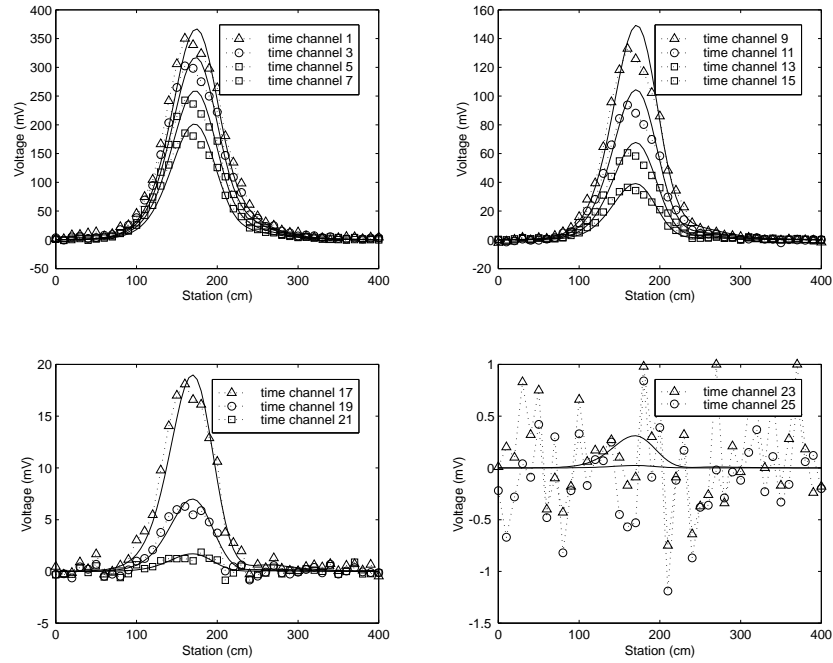 400
350
300
250
200
150
100
50
0
-50
0 100 200 300 400
Voltage (mV)
Station (cm)
time channel 1
time channel 3
time channel 5
time channel 7
160
140
120
100
80
60
40
20
0
-20
0 100 200 300 400
Voltage (mV)
Station (cm)
time channel 9
time channel 11
time channel 13
time channel 15
20
15
10
5
0
-5
0 100 200 300 400
Voltage (mV)
Station (cm)
time channel 17
time channel 19
time channel 21
1
0.5
0
-0.5
-1
-1.5
0 100 200 300 400
Voltage (mV)
Station (cm)
time channel 23
time channel 25